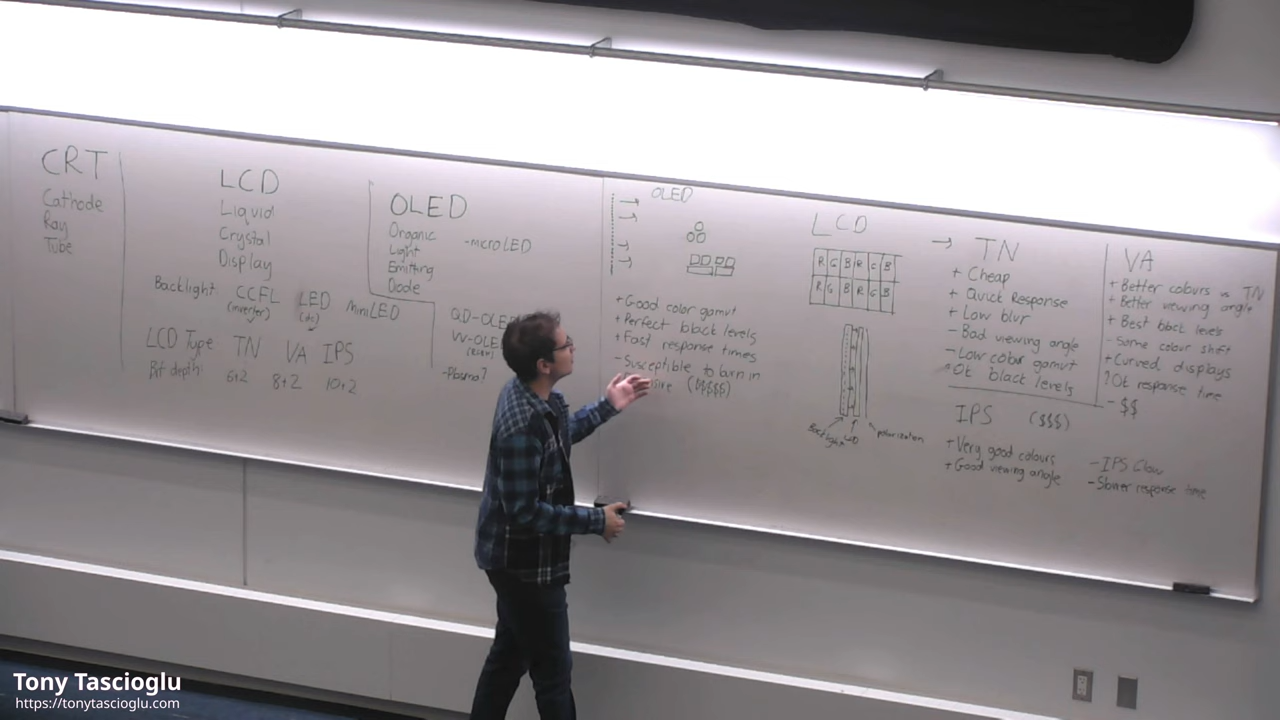 CRT
Cathode
Ray
Tube
LCD
Liquid
Crystal
Display
Backlight CCFL LED miniLED
(inverter) (dc)
LCD Type TN VA IPS
Bit depth 6+2 8+2 10+2
OLED
Organic
Light
Emitting
Diode
-microLED
QD-OLE
W-OLE
-Plasma?
OLED
+Good color gamut
+Perfect black levels
+Fast response times
-Susceptible to burn in
sive ($$$$$)
LCD
R G B R G B
R G B R G B
Backlight LCD polarization
→ TN
+ Cheap
+ Quick Response
+ Low blur
- Bad viewing angle
- Low colour gamut
Ok black levels
VA
+ Better colours vs TN
+ Better viewing angle
+ Best black levels
- Some colour shift
+ Curved displays
? Ok response time
- $$
IPS ($$$)
+ Very good colours
+ Good viewing angle
- IPS Glow
- Slower response time
Tony Tascioglu
https://tonytascioglu.com